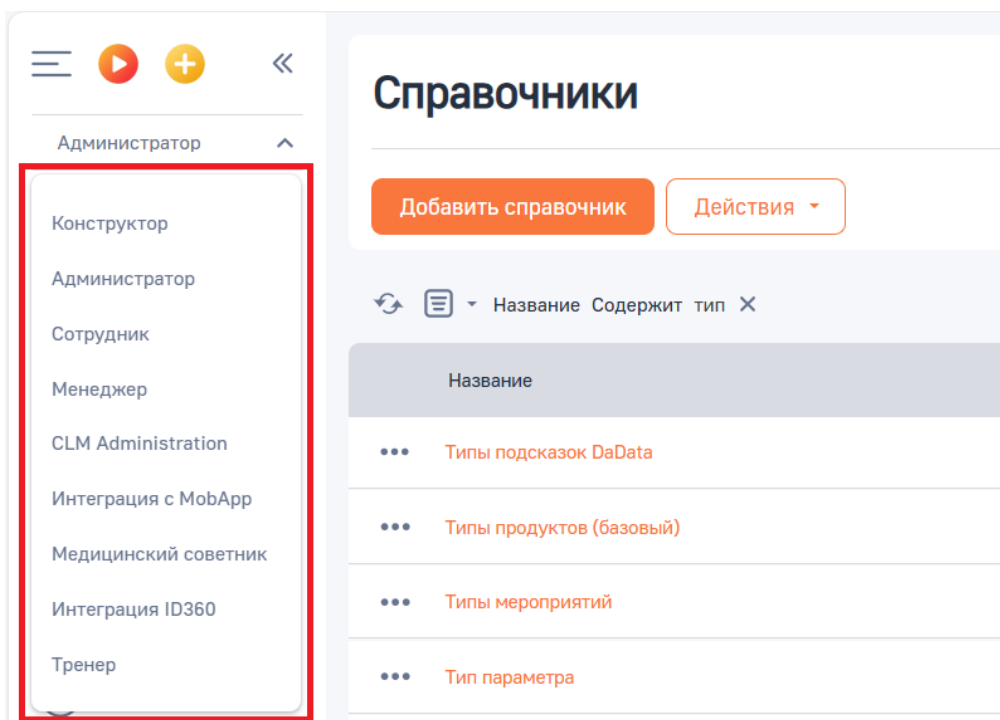 Администратор
Конструктор
Администратор
Сотрудник
Менеджер
CLM Administration
Интеграция с MobApp
Медицинский советник
Интеграция ID360
Тренер
Справочники
Добавить справочник
Действия
Название Содержит тип
Название
Типы подсказок DaData
Типы продуктов (базовый)
Типы мероприятий
Тип параметра